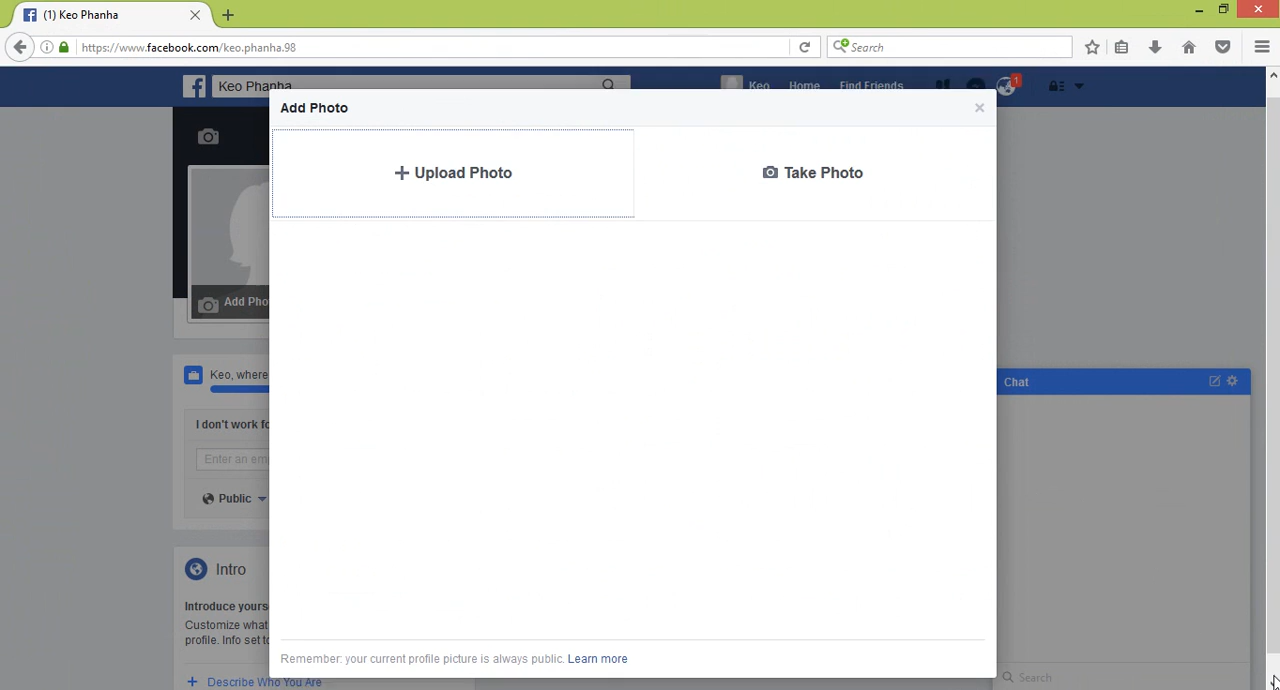 (1) Keo Phanha
https://www.facebook.com/keo.phanha.98
Search
Keo Phanha
Keo
Home
Find Friends
1
Add Photo
Upload Photo
Take Photo
Add Pho
Keo, where
I don't work fo
Enter an em
Public
Chat
Intro
Introduce yours
Customize what
profile. Info set to
Describe Who You Are
Remember: your current profile picture is always public. Learn more
Search